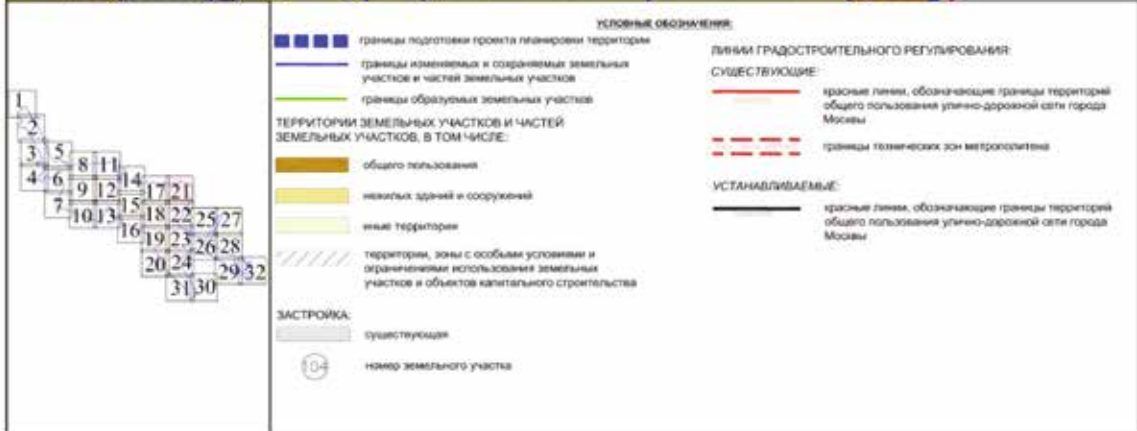 1
2
3 5
8 11
4 6
14
9 12
17 21
7
15
10 13
18 22
25 27
16
19 23
26 28
20 24
29 32
31 30
УСЛОВНЫЕ ОБОЗНАЧЕНИЯ:
границы подготовки проекта планировки территории
границы изменяемых и сохраняемых земельных
участков и частей земельных участков
границы образуемых земельных участков
ТЕРРИТОРИИ ЗЕМЕЛЬНЫХ УЧАСТКОВ И ЧАСТЕЙ
ЗЕМЕЛЬНЫХ УЧАСТКОВ, В ТОМ ЧИСЛЕ:
общего пользования
нежилых зданий и сооружений
иные территории
территории, зоны с особыми условиями и
ограничениями использования земельных
участков и объектов капитального строительства
ЗАСТРОЙКА:
существующая
104
номер земельного участка
ЛИНИИ ГРАДОСТРОИТЕЛЬНОГО РЕГУЛИРОВАНИЯ:
СУЩЕСТВУЮЩИЕ:
красные линии, обозначающие границы территорий
общего пользования улично-дорожной сети города
Москвы
границы технических зон метрополитена
УСТАНАВЛИВАЕМЫЕ:
красные линии, обозначающие границы территорий
общего пользования улично-дорожной сети города
Москвы